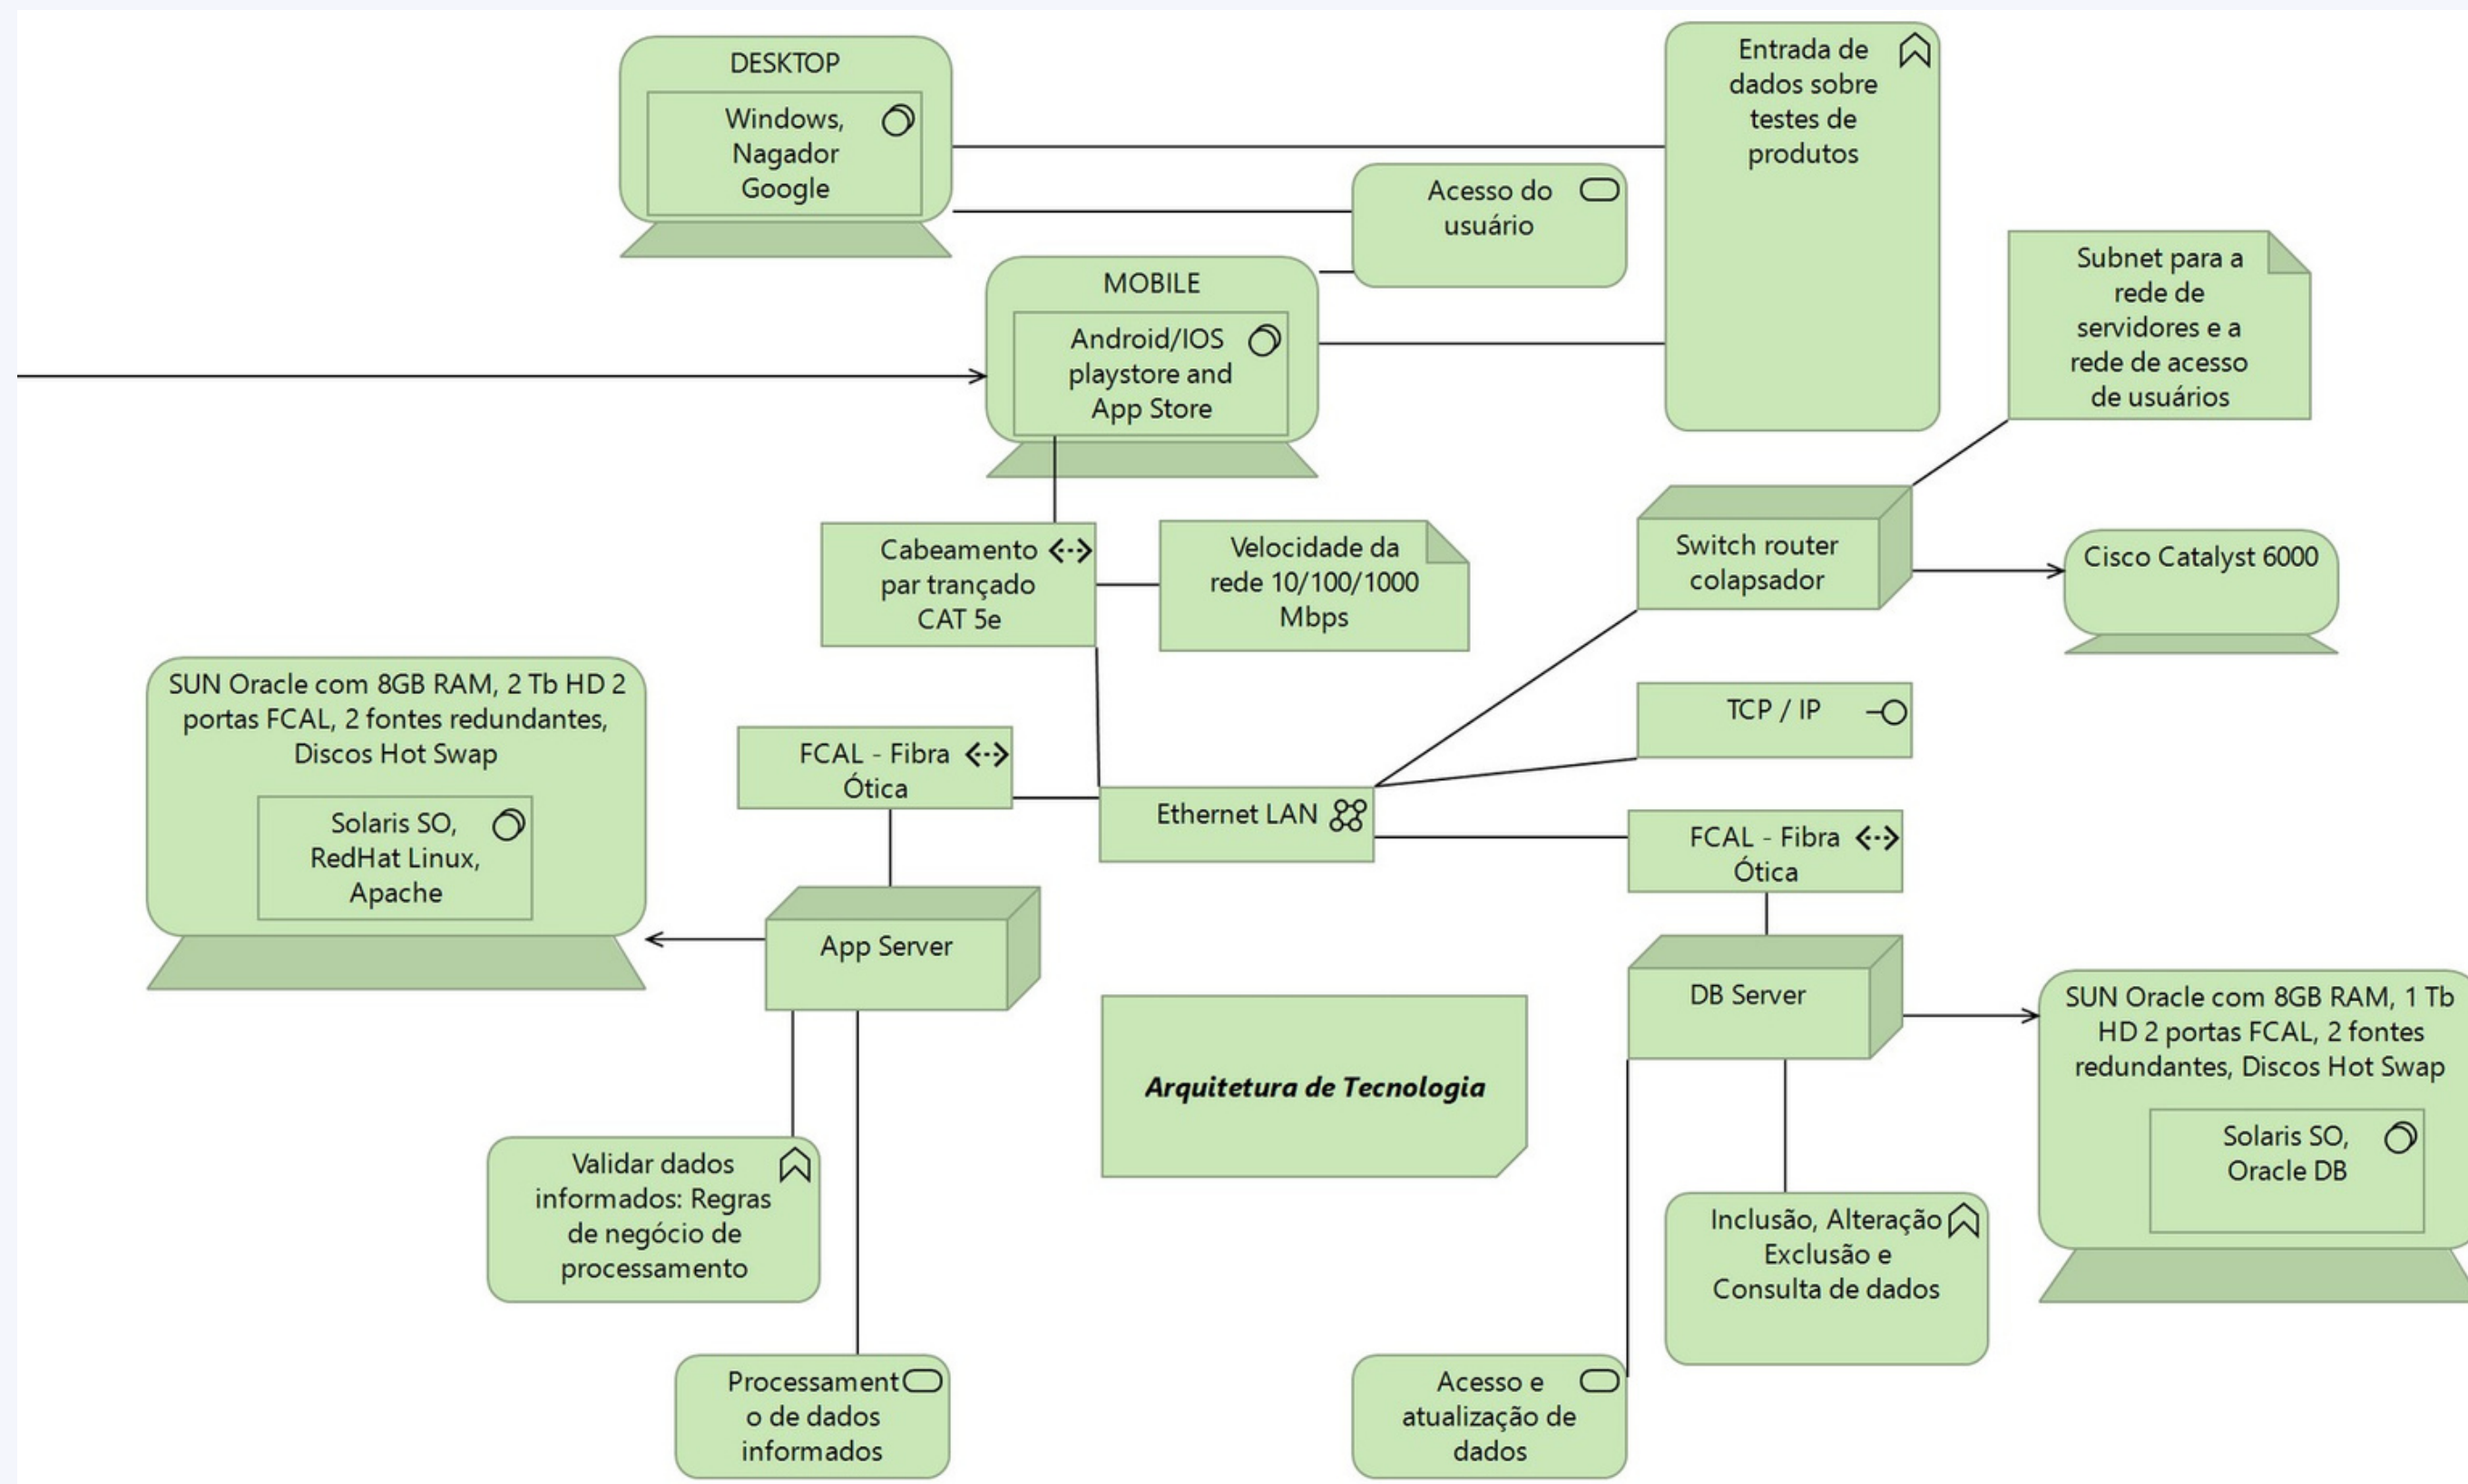 DESKTOP
Windows,
Nagador
Google
Entrada de
dados sobre
testes de
produtos
Acesso do
usuário
MOBILE
Android/IOS
playstore and
App Store
Subnet para a
rede de
servidores e a
rede de acesso
de usuários
Cabeamento
par trançado
CAT 5e
Velocidade da
rede 10/100/1000
Mbps
Switch router
colapsador
Cisco Catalyst 6000
SUN Oracle com 8GB RAM, 2 Tb HD 2
portas FCAL, 2 fontes redundantes,
Discos Hot Swap
Solaris SO,
RedHat Linux,
Apache
FCAL - Fibra
Ótica
TCP / IP
Ethernet LAN
FCAL - Fibra
Ótica
App Server
DB Server
SUN Oracle com 8GB RAM, 1 Tb
HD 2 portas FCAL, 2 fontes
redundantes, Discos Hot Swap
Solaris SO,
Oracle DB
Arquitetura de Tecnologia
Validar dados
informados: Regras
de negócio de
processamento
Inclusão, Alteração
Exclusão e
Consulta de dados
Processament
o de dados
informados
Acesso e
atualização de
dados